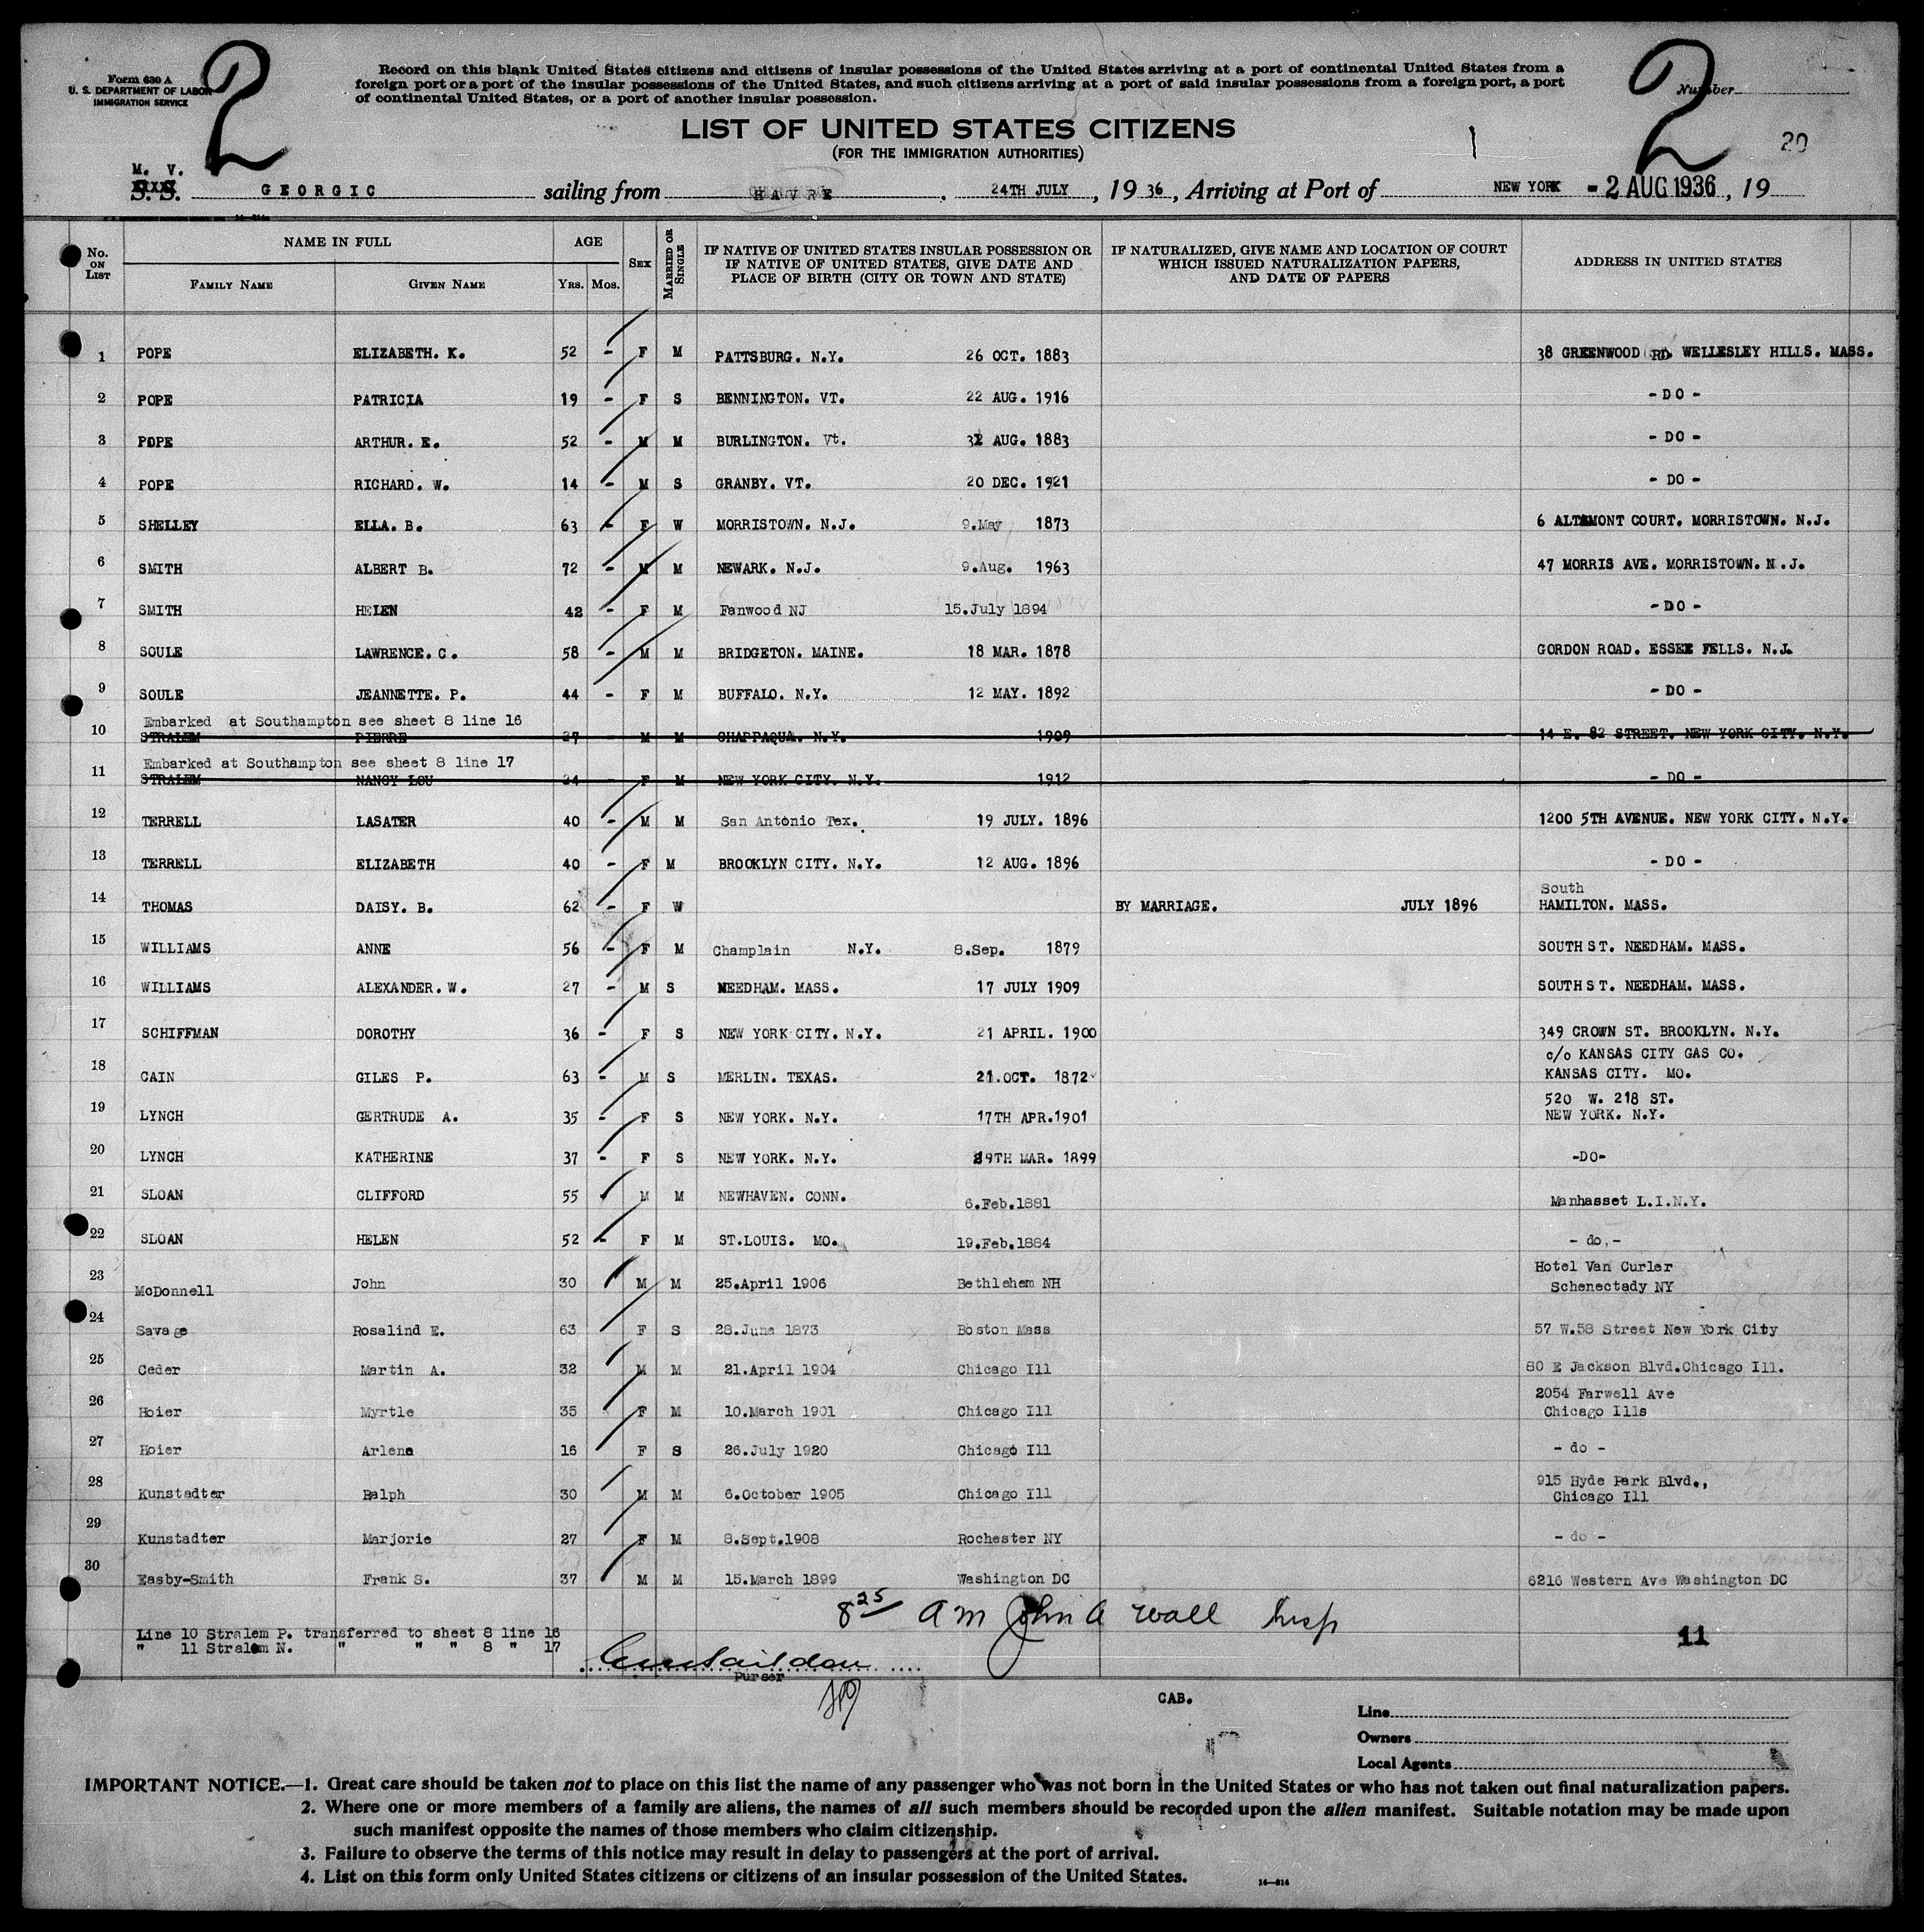 Form 630 A
U. S. DEPARTMENT OF LABOR
IMMIGRATION SERVICE
2
Record on this blank United States citizens and citizens of insular possessions of the United States arriving at a port of continental United States from a
foreign port or a port of the insular possessions of the United States, and such citizens arriving at a port of said insular possessions from a foreign port, a port
of continental United States, or a port of another insular possession.
2
Number
20
LIST OF UNITED STATES CITIZENS
(FOR THE IMMIGRATION AUTHORITIES)
M. V.
S. S. GEORGIC sailing from HAVRE, 24TH JULY, 1936, Arriving at Port of NEW YORK - 2 AUG 1936, 19
No. ON LIST NAME IN FULL AGE SEX MARRIED OR SINGLE IF NATIVE OF UNITED STATES INSULAR POSSESSION OR IF NATIVE OF UNITED STATES, GIVE DATE AND PLACE OF BIRTH (CITY OR TOWN AND STATE) IF NATURALIZED, GIVE NAME AND LOCATION OF COURT WHICH ISSUED NATURALIZATION PAPERS, AND DATE OF PAPERS ADDRESS IN UNITED STATES
FAMILY NAME GIVEN NAME YRS. MOS.
1 POPE ELIZABETH. K. 52 - F M PATTSBURG. N.Y. 26 OCT. 1883 38 GREENWOOD RD. WELLESLEY HILLS. MASS.
2 POPE PATRICIA 19 - F S BENNINGTON. VT. 22 AUG. 1916 - DO -
3 POPE ARTHUR. E. 52 - M M BURLINGTON. Vt. AUG. 1883 - DO -
4 POPE RICHARD. W. 14 - M S GRANBY. VT. 20 DEC. 1921 - DO -
5 SHELLEY ELLA. B. 63 - F W MORRISTOWN. N.J. 9.May 1873 6 ALTAMONT COURT. MORRISTOWN. N.J.
6 SMITH ALBERT B. 72 - M M NEWARK. N.J. 9.Aug. 1963 47 MORRIS AVE. MORRISTOWN. N.J.
7 SMITH HELEN 42 - F M Fanwood NJ 15.July 1894 - DO -
8 SOULE LAWRENCE. C. 58 - M M BRIDGETON. MAINE. 18 MAR. 1878 GORDON ROAD. ESSEX FELLS. N.J.
9 SOULE JEANNETTE. P. 44 - F M BUFFALO. N.Y. 12 MAY. 1892 - DO -
Embarked at Southampton see sheet 8 line 16
10 STRALEM PIERRE 27 M M CHAPPAQUA. N.Y. 1909 14 E. 82 STREET. NEW YORK CITY. N.Y.
Embarked at Southampton see sheet 8 line 17
11 STRALEM NANCY LOU 24 F M NEW YORK CITY. N.Y. 1912 - DO -
12 TERRELL LASATER 40 - M M San Antonio Tex. 19 JULY. 1896 1200 5TH AVENUE. NEW YORK CITY. N.Y.
13 TERRELL ELIZABETH 40 - F M BROOKLYN CITY. N.Y. 12 AUG. 1896 - DO -
South
14 THOMAS DAISY. B. 62 - F W BY MARRIAGE. JULY 1896 HAMILTON. MASS.
15 WILLIAMS ANNE 56 - F M Champlain N.Y. 8.Sep. 1879 SOUTH ST. NEEDHAM. MASS.
16 WILLIAMS ALEXANDER. W. 27 - M S NEEDHAM. MASS. 17 JULY 1909 SOUTH ST. NEEDHAM. MASS.
17 SCHIFFMAN DOROTHY 36 - F S NEW YORK CITY. N.Y. 21 APRIL. 1900 349 CROWN ST. BROOKLYN. N.Y.
c/o KANSAS CITY GAS CO.
18 CAIN GILES P. 63 - M S MERLIN. TEXAS. 21.OCT. 1872 KANSAS CITY. MO.
520 W. 218 ST.
19 LYNCH GERTRUDE A. 35 - F S NEW YORK. N.Y. 17TH APR.1901 NEW YORK. N.Y.
20 LYNCH KATHERINE 37 - F S NEW YORK. N.Y. MAR. 1899 -DO-
21 SLOAN CLIFFORD 55 - M M NEWHAVEN. CONN. 6.Feb.1881 Manhasset L.I.N.Y.
22 SLOAN HELEN 52 - F M ST.LOUIS. MO. 19.Feb.1884 - do,-
Hotel Van Curler
23 McDonnell John 30 M M 25.April 1906 Bethlehem NH Schenectady NY
24 Savage Rosalind E. 63 F S 28.June 1873 Boston Mass 57 W.58 Street New York City
25 Ceder Martin A. 32 M M 21.April 1904 Chicago Ill 80 E Jackson Blvd.Chicago Ill.
2054 Farwell Ave
26 Hoier Myrtle 35 F M 10.March 1901 Chicago Ill Chicago Ills
27 Hoier Arlene 16 F S 26.July 1920 Chicago Ill - do -
915 Hyde Park Blvd.,
28 Kunstadter Ralph 30 M M 6.October 1905 Chicago Ill Chicago Ill
29 Kunstadter Marjorie 27 F M 8.Sept.1908 Rochester NY - do -
30 Easby-Smith Frank S. 37 M M 15.March 1899 Washington DC 6216 Western Ave Washington DC
8 25 AM John A Wall Insp
Line 10 Stralem P. transferred to sheet 8 line 16
" 11 Stralem N. " " " 8 " 17
11
Purser
CAB.
Line
Owners
Local Agents
IMPORTANT NOTICE.—1. Great care should be taken not to place on this list the name of any passenger who was not born in the United States or who has not taken out final naturalization papers.
2. Where one or more members of a family are aliens, the names of all such members should be recorded upon the alien manifest. Suitable notation may be made upon
such manifest opposite the names of those members who claim citizenship.
3. Failure to observe the terms of this notice may result in delay to passengers at the port of arrival.
4. List on this form only United States citizens or citizens of an insular possession of the United States.
14—814